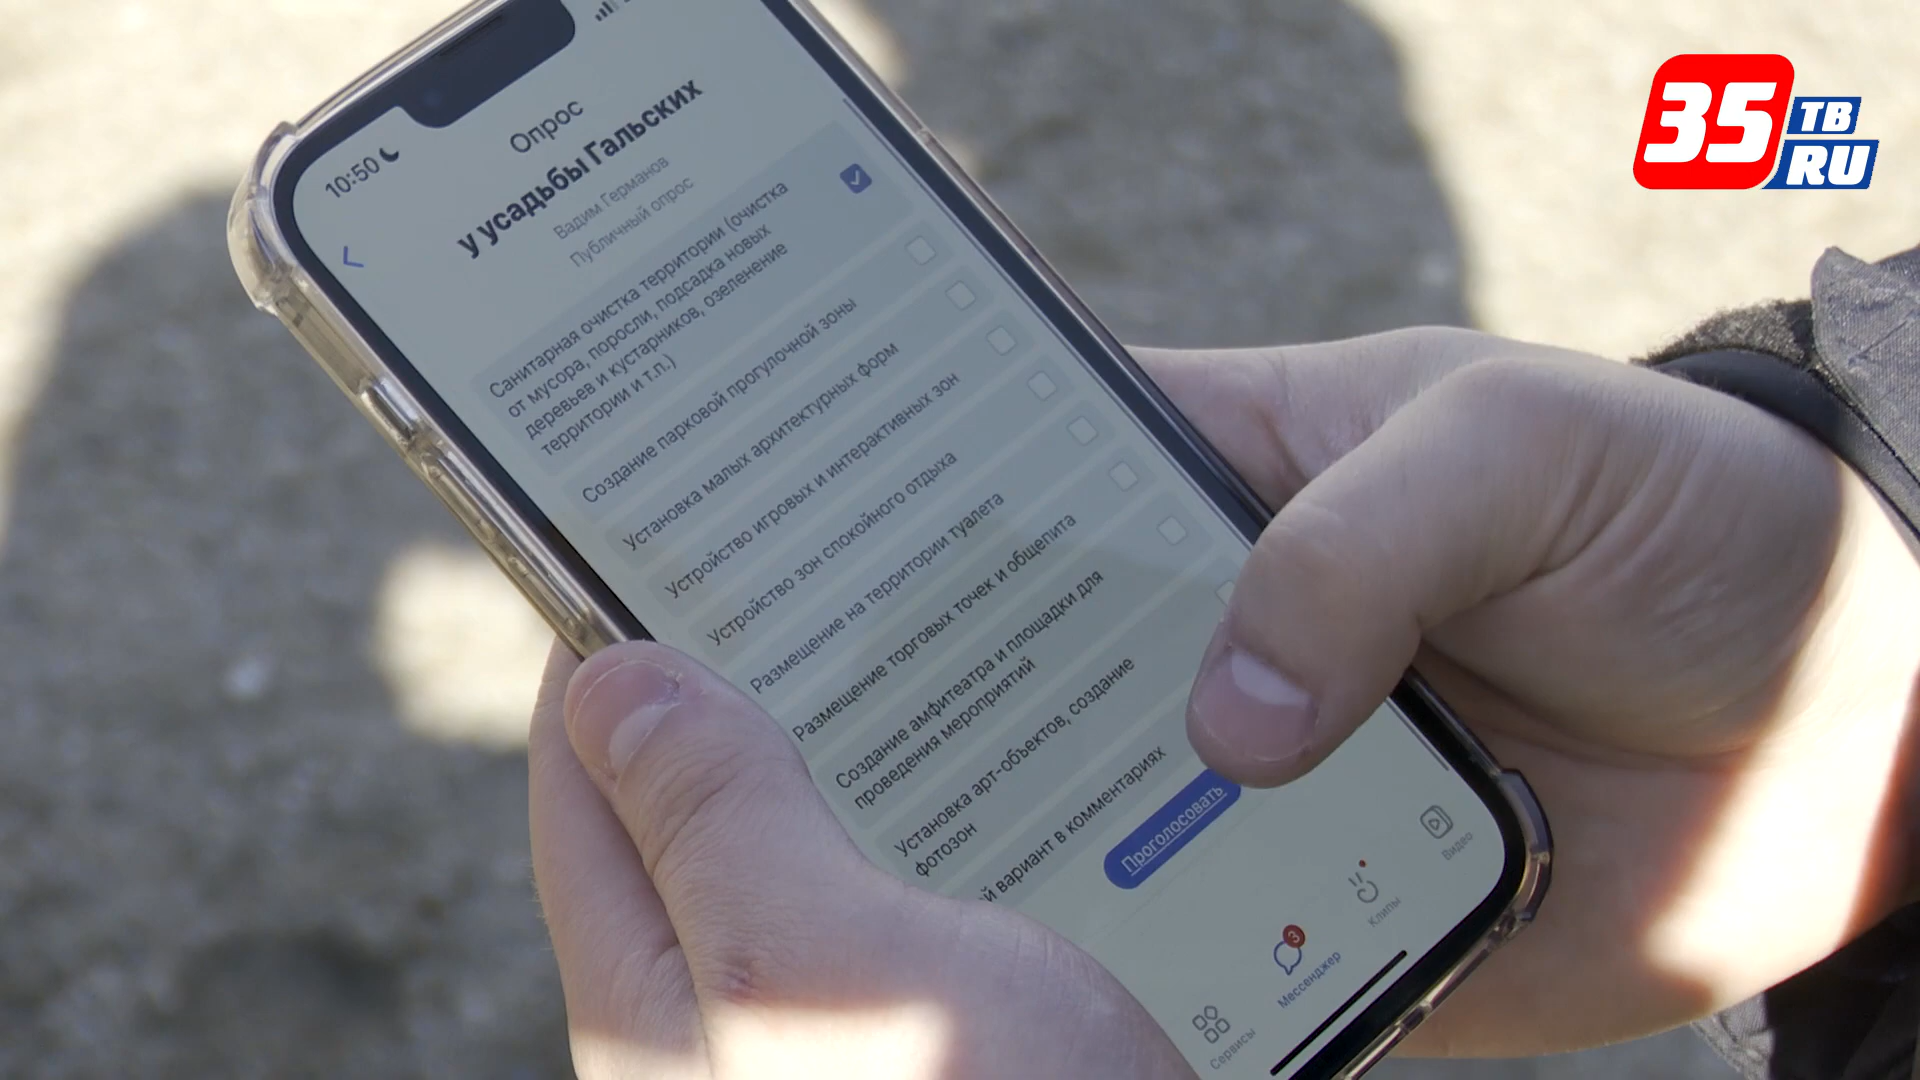 35
ТВ
RU
10:50
Опрос
у усадьбы Гальских
Вадим Германов
Публичный опрос
Санитарная очистка территории (очистка
от мусора, поросли, подсадка новых
деревьев и кустарников, озеленение
территории и т.п.)
Создание парковой прогулочной зоны
Установка малых архитектурных форм
Устройство игровых и интерактивных зон
Устройство зон спокойного отдыха
Размещение на территории туалета
Размещение торговых точек и общепита
Создание амфитеатра и площадки для
проведения мероприятий
Установка арт-объектов, создание
фотозон
й вариант в комментариях
Проголосовать
Сервисы
3
Мессенджер
Клипы
Видео